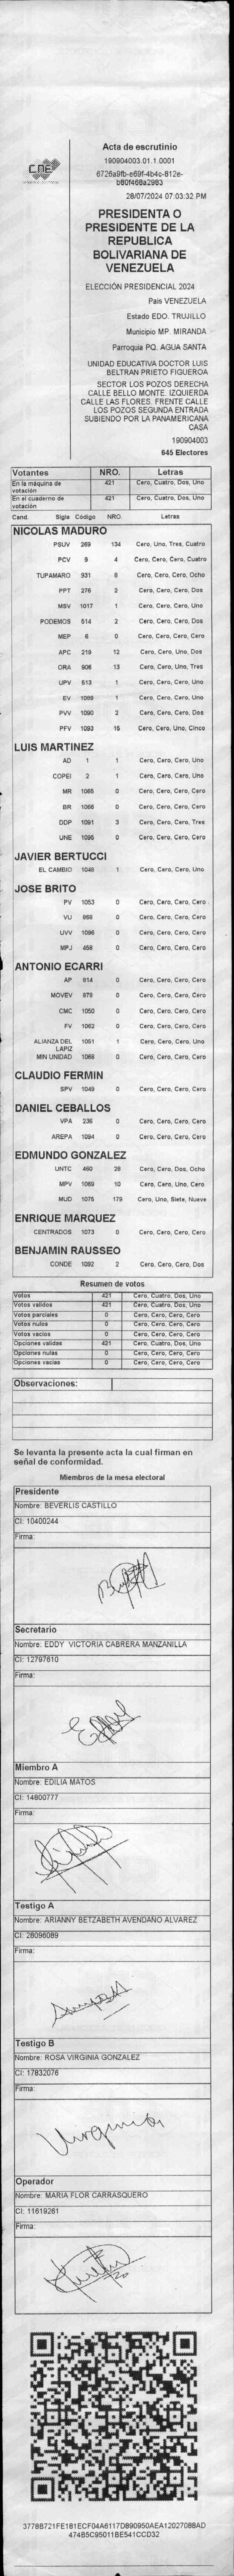 CNE
Acta de escrutinio
190904003.01.1.0001
28/07/2024 07:03:32 PM
PRESIDENTA O
PRESIDENTE DE LA
REPUBLICA
BOLIVARIANA DE
VENEZUELA
ELECCIÓN PRESIDENCIAL 2024
Pais VENEZUELA
Estado EDO. TRUJILLO
Municipio MP. MIRANDA
Parroquia PQ. AGUA SANTA
UNIDAD EDUCATIVA DOCTOR LUIS
BELTRAN PRIETO FIGUEROA
SECTOR LOS POZOS DERECHA
CALLE BELLO MONTE. IZQUIERDA
CALLE LAS FLORES. FRENTE CALLE
LOS POZOS SEGUNDA ENTRADA
SUBIENDO POR LA PANAMERICANA
CASA
190904003
645 Electores
Votantes NRO. Letras
En la máquina de votación 421 Cero, Cuatro, Dos, Uno
En el cuaderno de votación 421 Cero, Cuatro, Dos, Uno
Cand. Sigla Código NRO. Letras
NICOLAS MADURO
PSUV 269 134 Cero, Uno, Tres, Cuatro
PCV 9 4 Cero, Cero, Cero, Cuatro
TUPAMARO 931 8 Cero, Cero, Cero, Ocho
PPT 276 2 Cero, Cero, Cero, Dos
MSV 1017 1 Cero, Cero, Cero, Uno
PODEMOS 514 2 Cero, Cero, Cero, Dos
MEP 6 0 Cero, Cero, Cero, Cero
APC 219 12 Cero, Cero, Uno, Dos
ORA 906 13 Cero, Cero, Uno, Tres
UPV 613 1 Cero, Cero, Cero, Uno
EV 1089 1 Cero, Cero, Cero, Uno
PVV 1090 2 Cero, Cero, Cero, Dos
PFV 1093 15 Cero, Cero, Uno, Cinco
LUIS MARTINEZ
AD 1 1 Cero, Cero, Cero, Uno
COPEI 2 1 Cero, Cero, Cero, Uno
MR 1065 0 Cero, Cero, Cero, Cero
BR 1066 0 Cero, Cero, Cero, Cero
DDP 1091 3 Cero, Cero, Cero, Tres
UNE 1095 0 Cero, Cero, Cero, Cero
JAVIER BERTUCCI
EL CAMBIO 1048 1 Cero, Cero, Cero, Uno
JOSE BRITO
PV 1053 0 Cero, Cero, Cero, Cero
VU 868 0 Cero, Cero, Cero, Cero
UVV 1096 0 Cero, Cero, Cero, Cero
MPJ 458 0 Cero, Cero, Cero, Cero
ANTONIO ECARRI
AP 814 0 Cero, Cero, Cero, Cero
MOVEV 979 0 Cero, Cero, Cero, Cero
CMC 1050 0 Cero, Cero, Cero, Cero
FV 1062 0 Cero, Cero, Cero, Cero
ALIANZA DEL LAPIZ 1051 1 Cero, Cero, Cero, Uno
MIN UNIDAD 1068 0 Cero, Cero, Cero, Cero
CLAUDIO FERMIN
SPV 1049 0 Cero, Cero, Cero, Cero
DANIEL CEBALLOS
VPA 236 0 Cero, Cero, Cero, Cero
AREPA 1094 0 Cero, Cero, Cero, Cero
EDMUNDO GONZALEZ
UNTC 460 28 Cero, Cero, Dos, Ocho
MPV 1069 10 Cero, Cero, Uno, Cero
MUD 1075 179 Cero, Uno, Siete, Nueve
ENRIQUE MARQUEZ
CENTRADOS 1073 0 Cero, Cero, Cero, Cero
BENJAMIN RAUSSEO
CONDE 1092 2 Cero, Cero, Cero, Dos
Resumen de votos
Votos 421 Cero, Cuatro, Dos, Uno
Votos validos 421 Cero, Cuatro, Dos, Uno
Votos parciales 0 Cero, Cero, Cero, Cero
Votos nulos 0 Cero, Cero, Cero, Cero
Votos vacios 0 Cero, Cero, Cero, Cero
Opciones validas 421 Cero, Cuatro, Dos, Uno
Opciones nulas 0 Cero, Cero, Cero, Cero
Opciones vacias 0 Cero, Cero, Cero, Cero
Observaciones:
Se levanta la presente acta la cual firman en
señal de conformidad.
Miembros de la mesa electoral
Presidente
Nombre: BEVERLIS CASTILLO
CI: 10400244
Firma:
Secretario
Nombre: EDDY VICTORIA CABRERA MANZANILLA
CI: 12797610
Firma:
Miembro A
Nombre: EDILIA MATOS
CI: 14800777
Firma:
Testigo A
Nombre: ARIANNY BETZABETH AVENDANO ALVAREZ
CI: 28096089
Firma:
Testigo B
Nombre: ROSA VIRGINIA GONZALEZ
CI: 17832076
Firma:
Virginia
Operador
Nombre: MARIA FLOR CARRASQUERO
CI: 11619261
Firma:
3778B721FE181ECF04A6117D890950AEA12027088AD
474B5C95011BE541CCD32